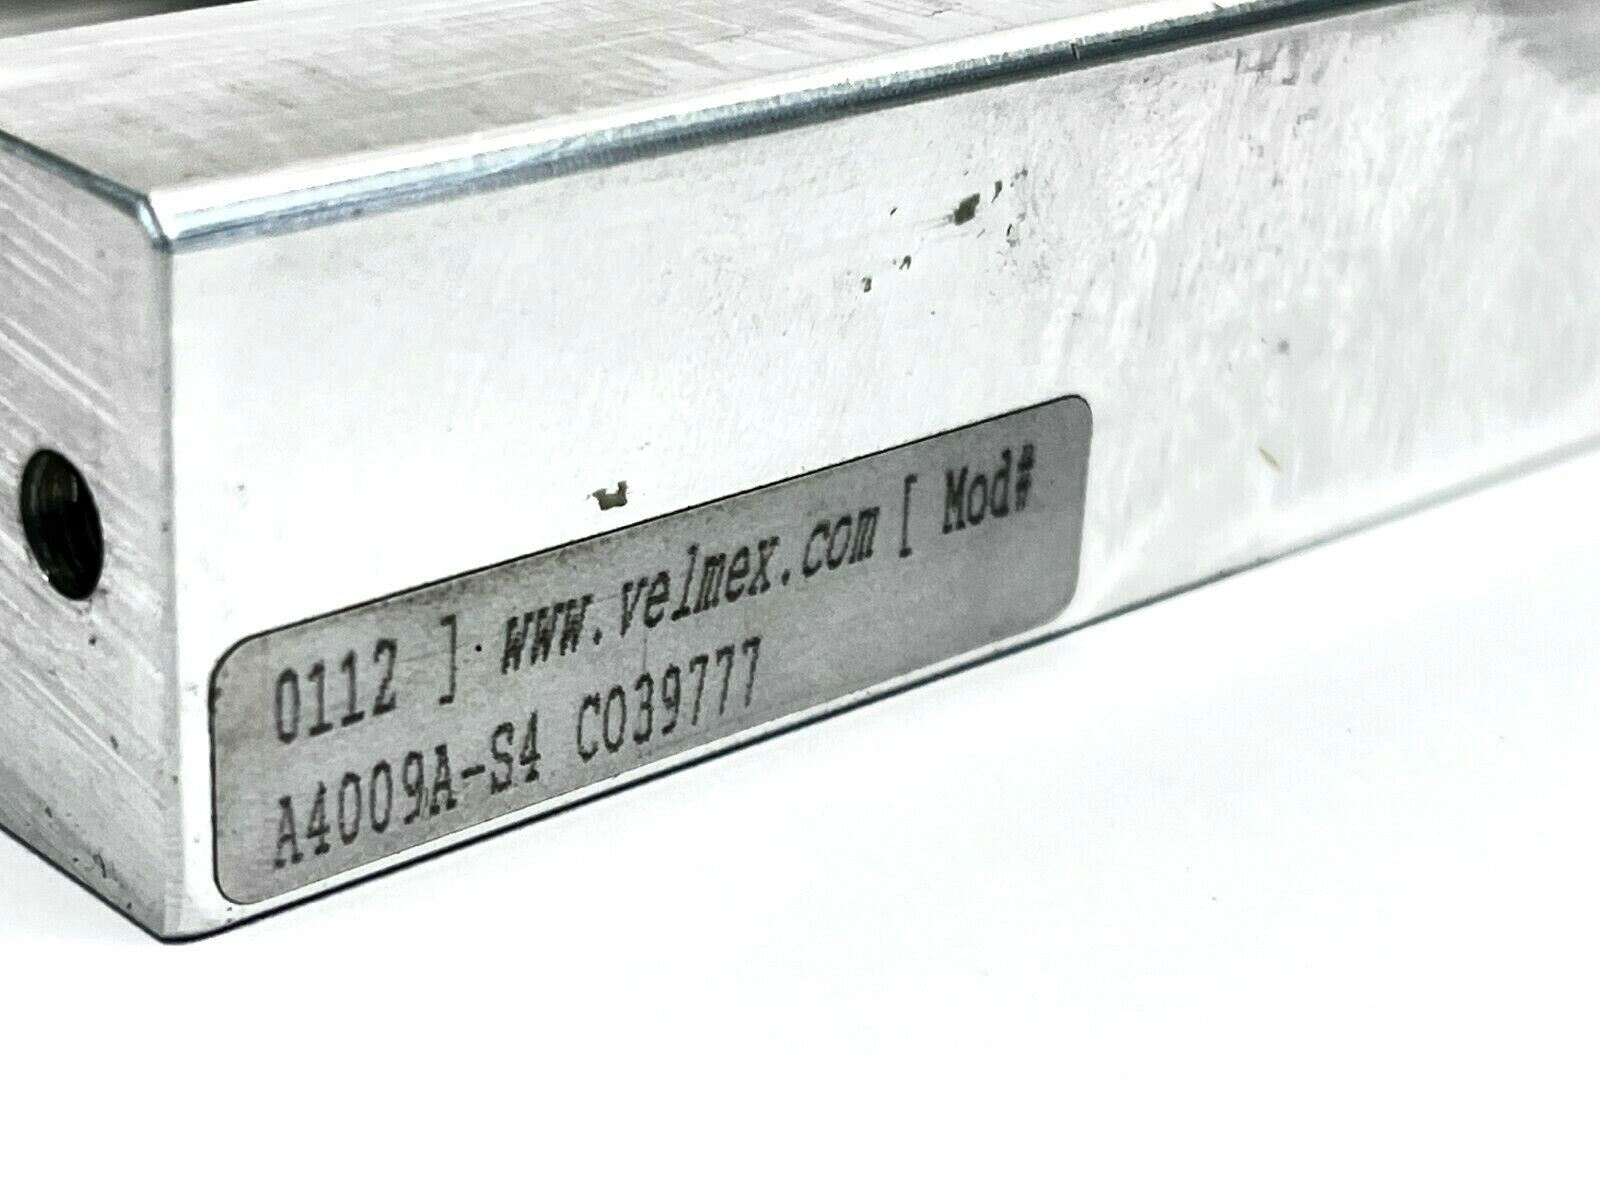 0112 ] www.velmex.com [ Mod#
A4009A-S4 C039777